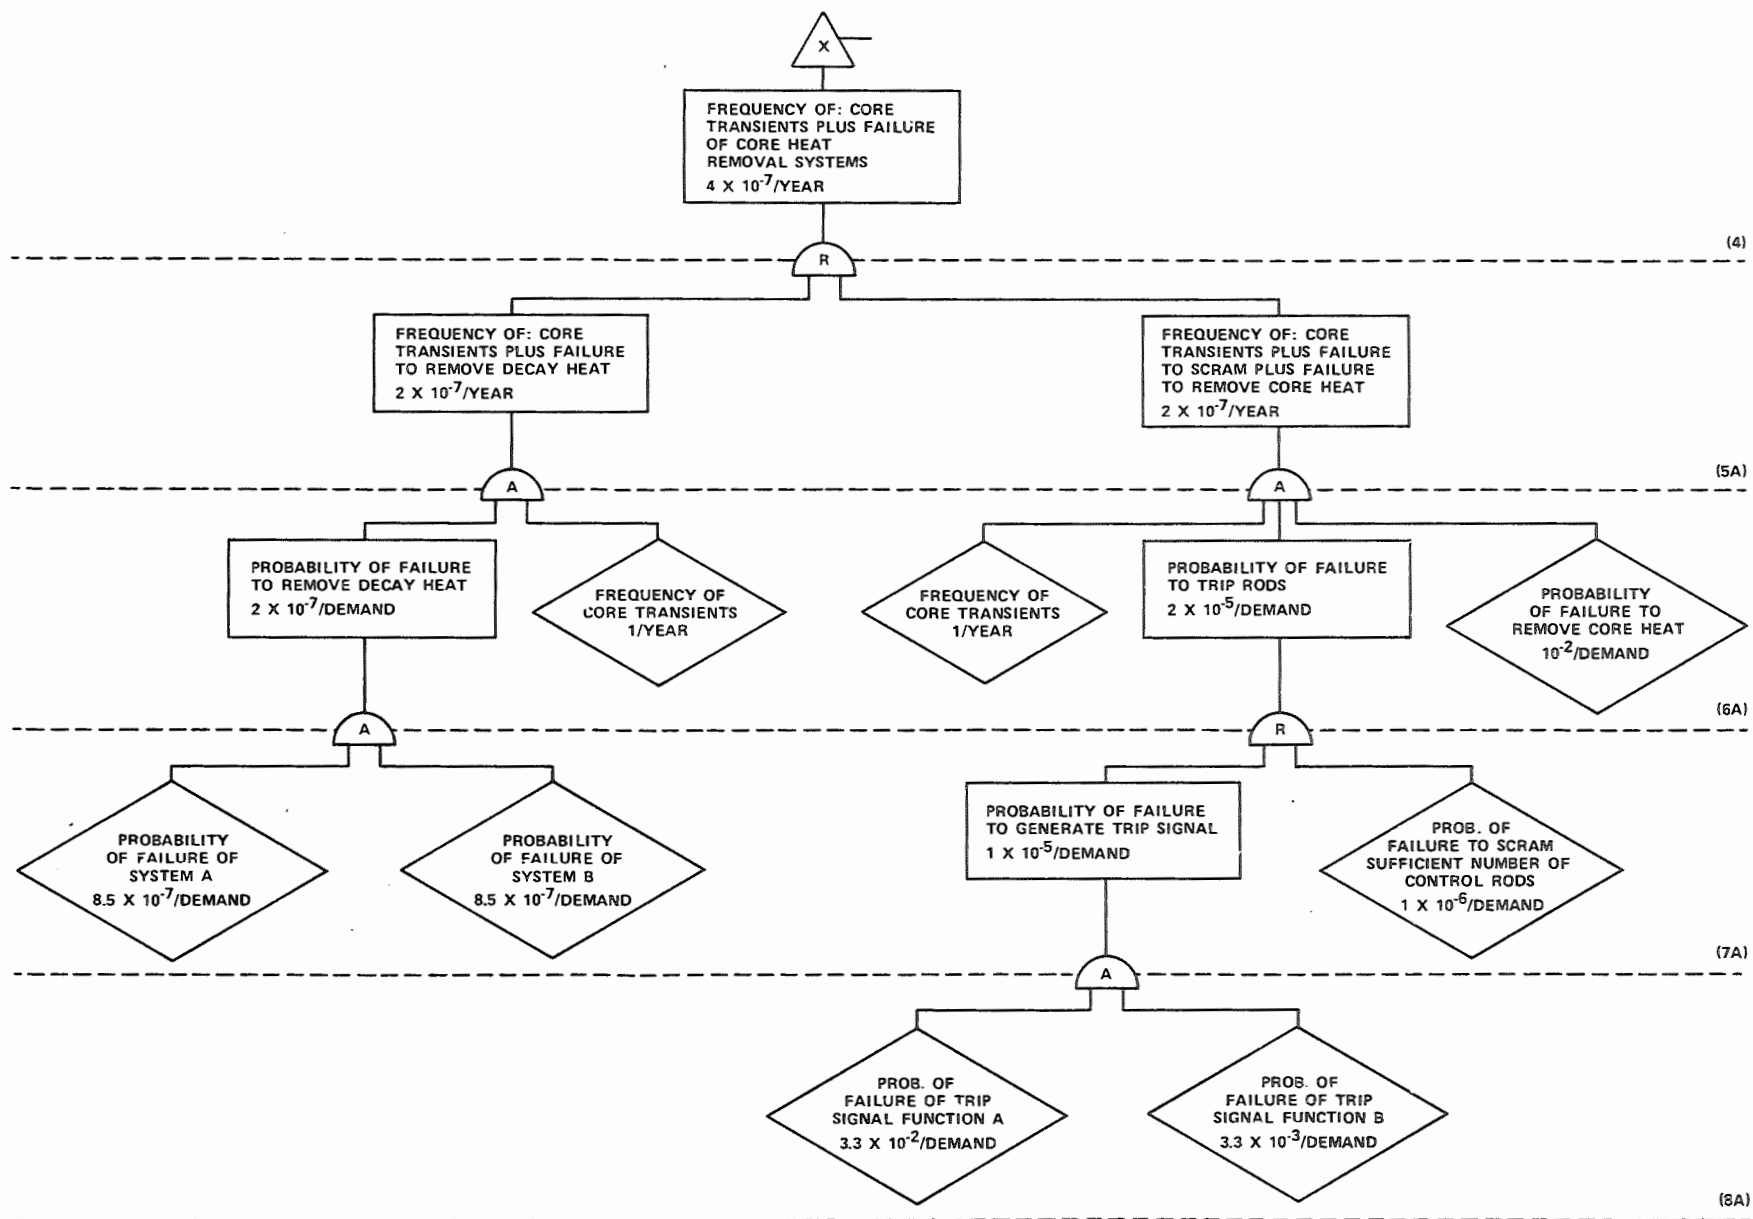 X
FREQUENCY OF: CORE
TRANSIENTS PLUS FAILURE
OF CORE HEAT
REMOVAL SYSTEMS
4 X 10⁻⁷/YEAR
(4)
R
FREQUENCY OF: CORE
TRANSIENTS PLUS FAILURE
TO REMOVE DECAY HEAT
2 X 10⁻⁷/YEAR
FREQUENCY OF: CORE
TRANSIENTS PLUS FAILURE
TO SCRAM PLUS FAILURE
TO REMOVE CORE HEAT
2 X 10⁻⁷/YEAR
(5A)
A
A
PROBABILITY OF FAILURE
TO REMOVE DECAY HEAT
2 X 10⁻⁷/DEMAND
FREQUENCY OF
CORE TRANSIENTS
1/YEAR
FREQUENCY OF
CORE TRANSIENTS
1/YEAR
PROBABILITY OF FAILURE
TO TRIP RODS
2 X 10⁻⁵/DEMAND
PROBABILITY
OF FAILURE TO
REMOVE CORE HEAT
10⁻²/DEMAND
(6A)
A
R
PROBABILITY
OF FAILURE OF
SYSTEM A
8.5 X 10⁻⁷/DEMAND
PROBABILITY
OF FAILURE OF
SYSTEM B
8.5 X 10⁻⁷/DEMAND
PROBABILITY OF FAILURE
TO GENERATE TRIP SIGNAL
1 X 10⁻⁵/DEMAND
PROB. OF
FAILURE TO SCRAM
SUFFICIENT NUMBER OF
CONTROL RODS
1 X 10⁻⁶/DEMAND
(7A)
A
PROB. OF
FAILURE OF TRIP
SIGNAL FUNCTION A
3.3 X 10⁻²/DEMAND
PROB. OF
FAILURE OF TRIP
SIGNAL FUNCTION B
3.3 X 10⁻³/DEMAND
(8A)